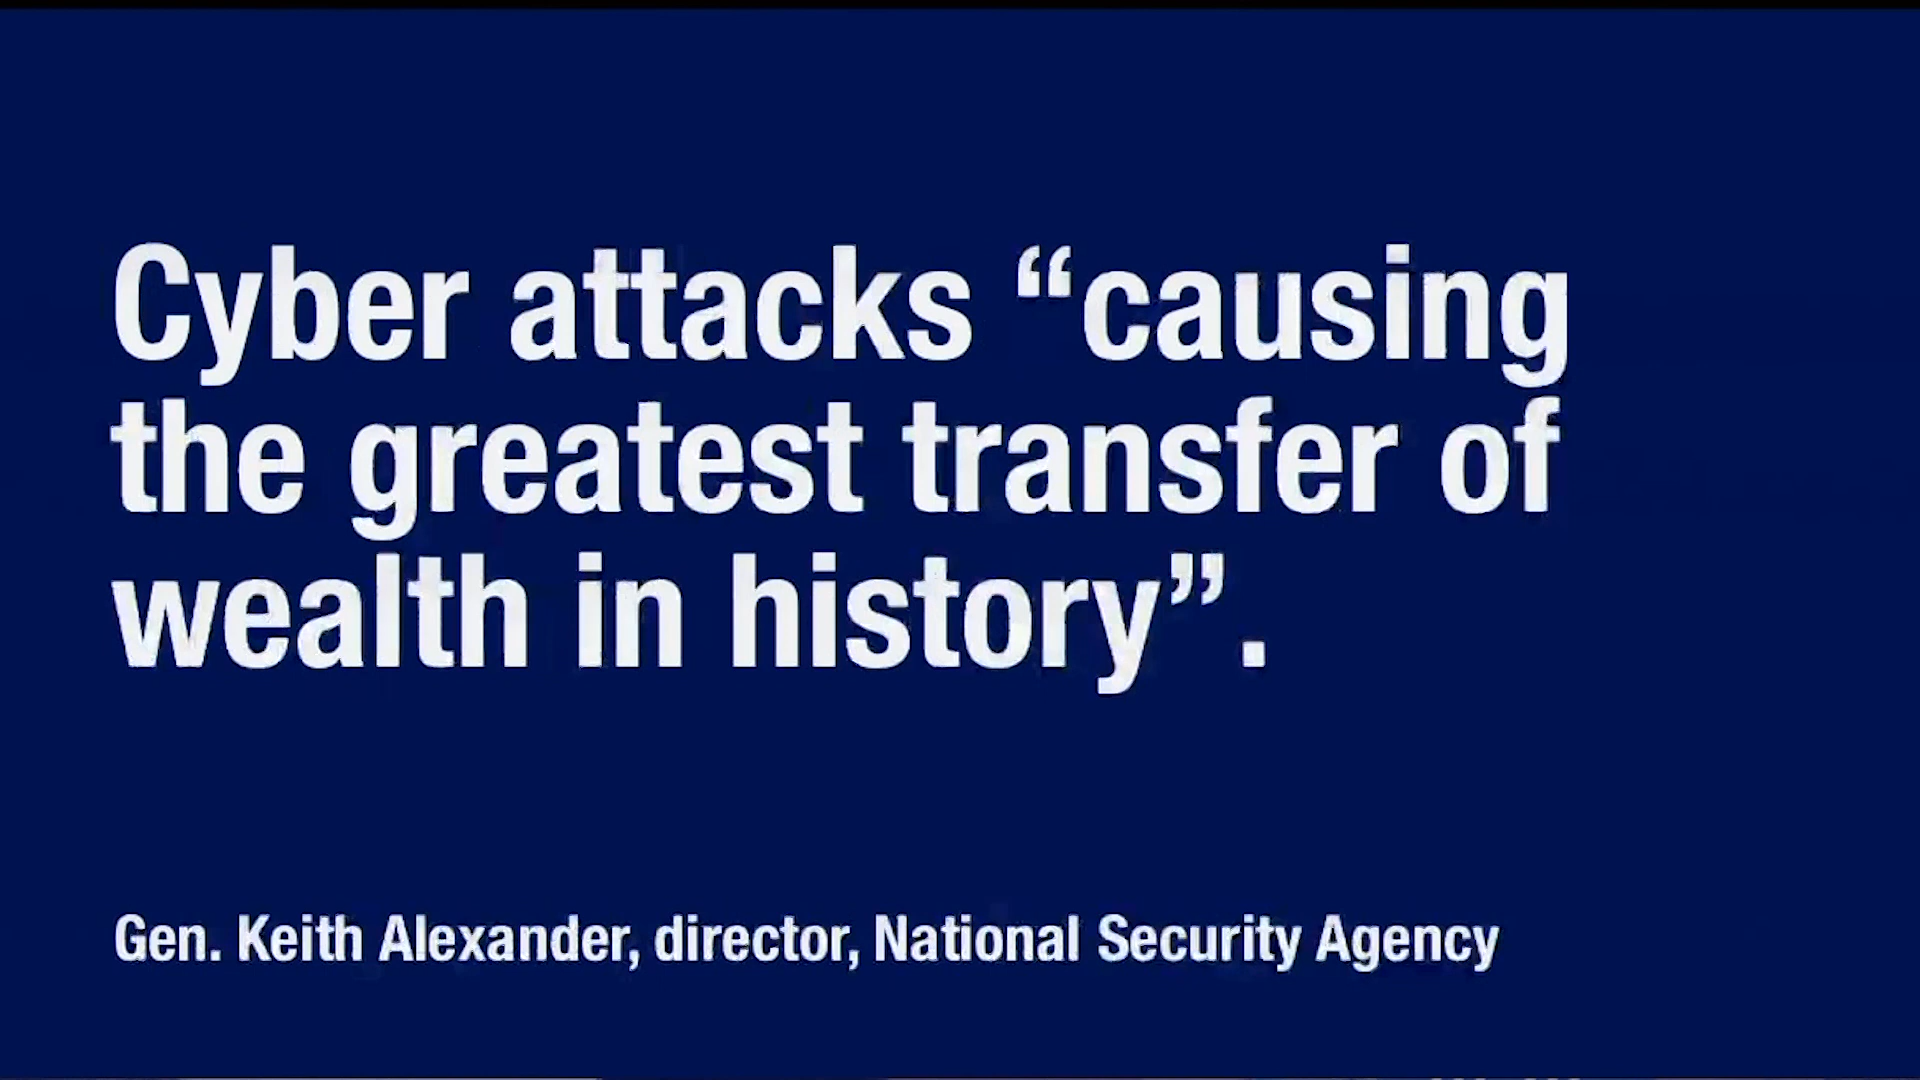 Cyber attacks “causing
the greatest transfer of
wealth in history”.
Gen. Keith Alexander, director, National Security Agency